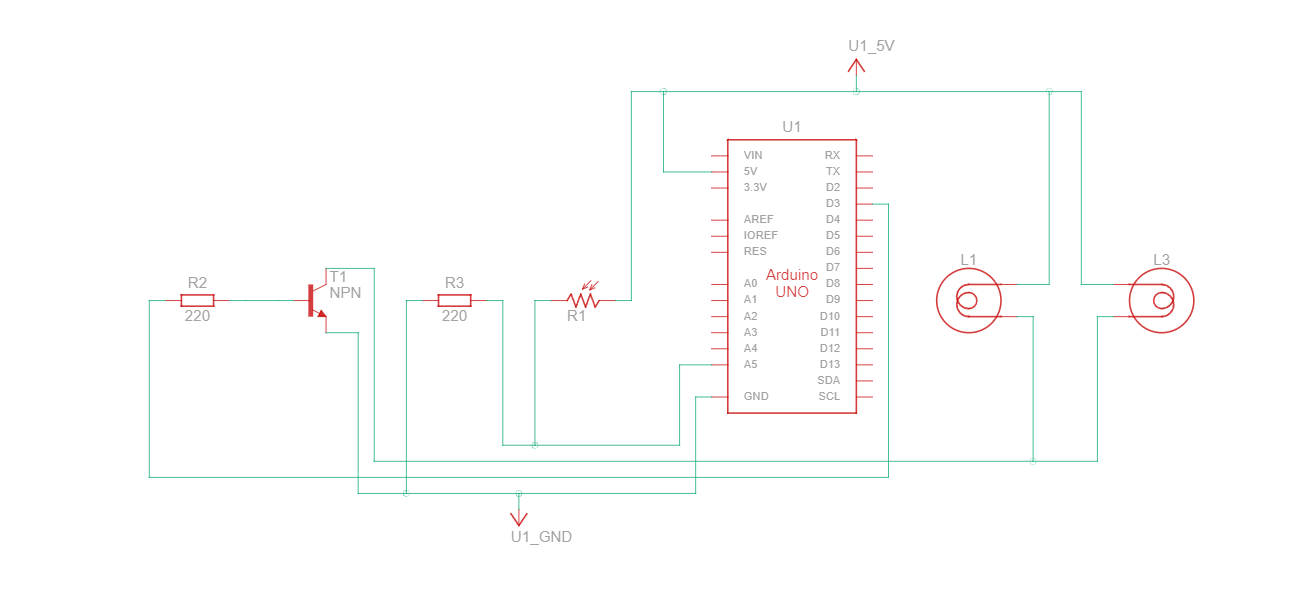 U1_5V
U1
VIN
RX
5V
TX
3.3V
D2
D3
AREF
D4
IOREF
D5
RES
D6
D7
Arduino
UNO
A0
D8
A1
D9
A2
D10
A3
D11
A4
D12
A5
D13
SDA
GND
SCL
L1
L3
R2
220
T1
NPN
R3
220
R1
U1_GND